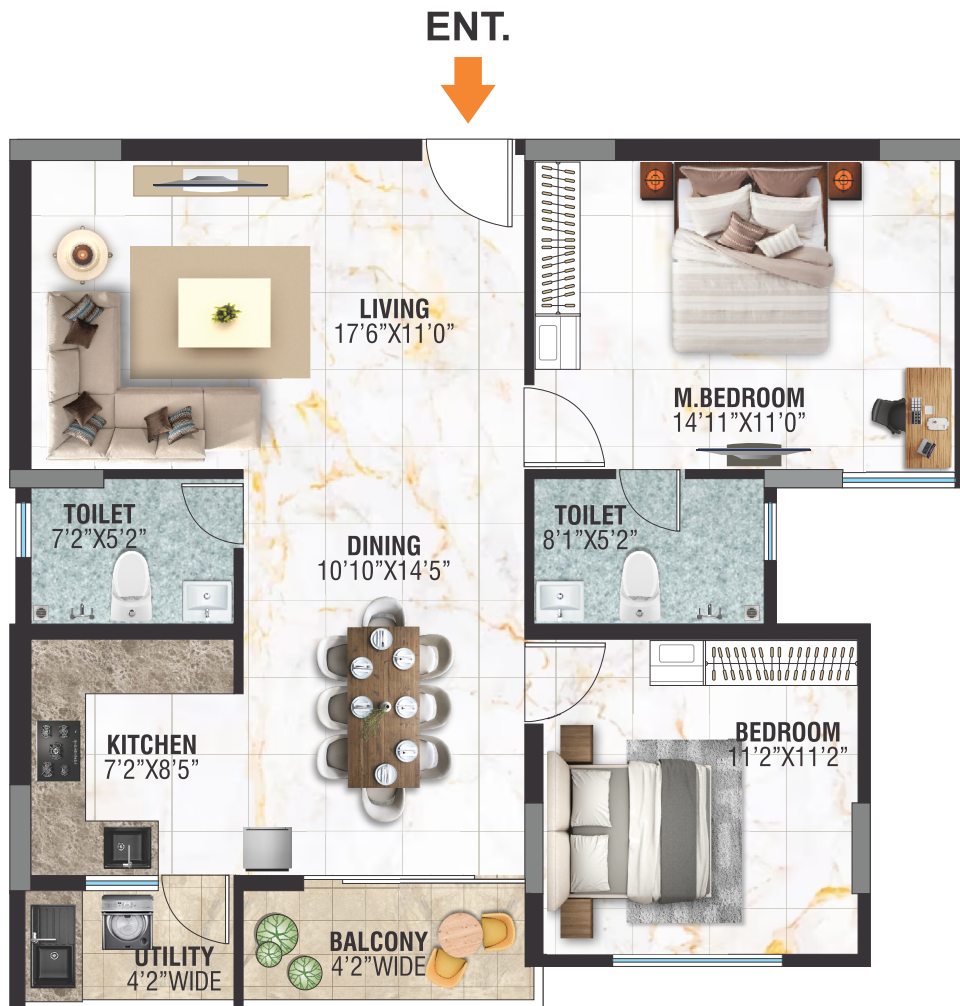 ENT.
LIVING
17’6”X11’0”
M.BEDROOM
14’11”X11’0”
TOILET
7’2”X5’2”
DINING
10’10”X14’5”
TOILET
8’1”X5’2”
KITCHEN
7’2”X8’5”
BEDROOM
11’2”X11’2”
UTILITY
4’2”WIDE
BALCONY
4’2”WIDE